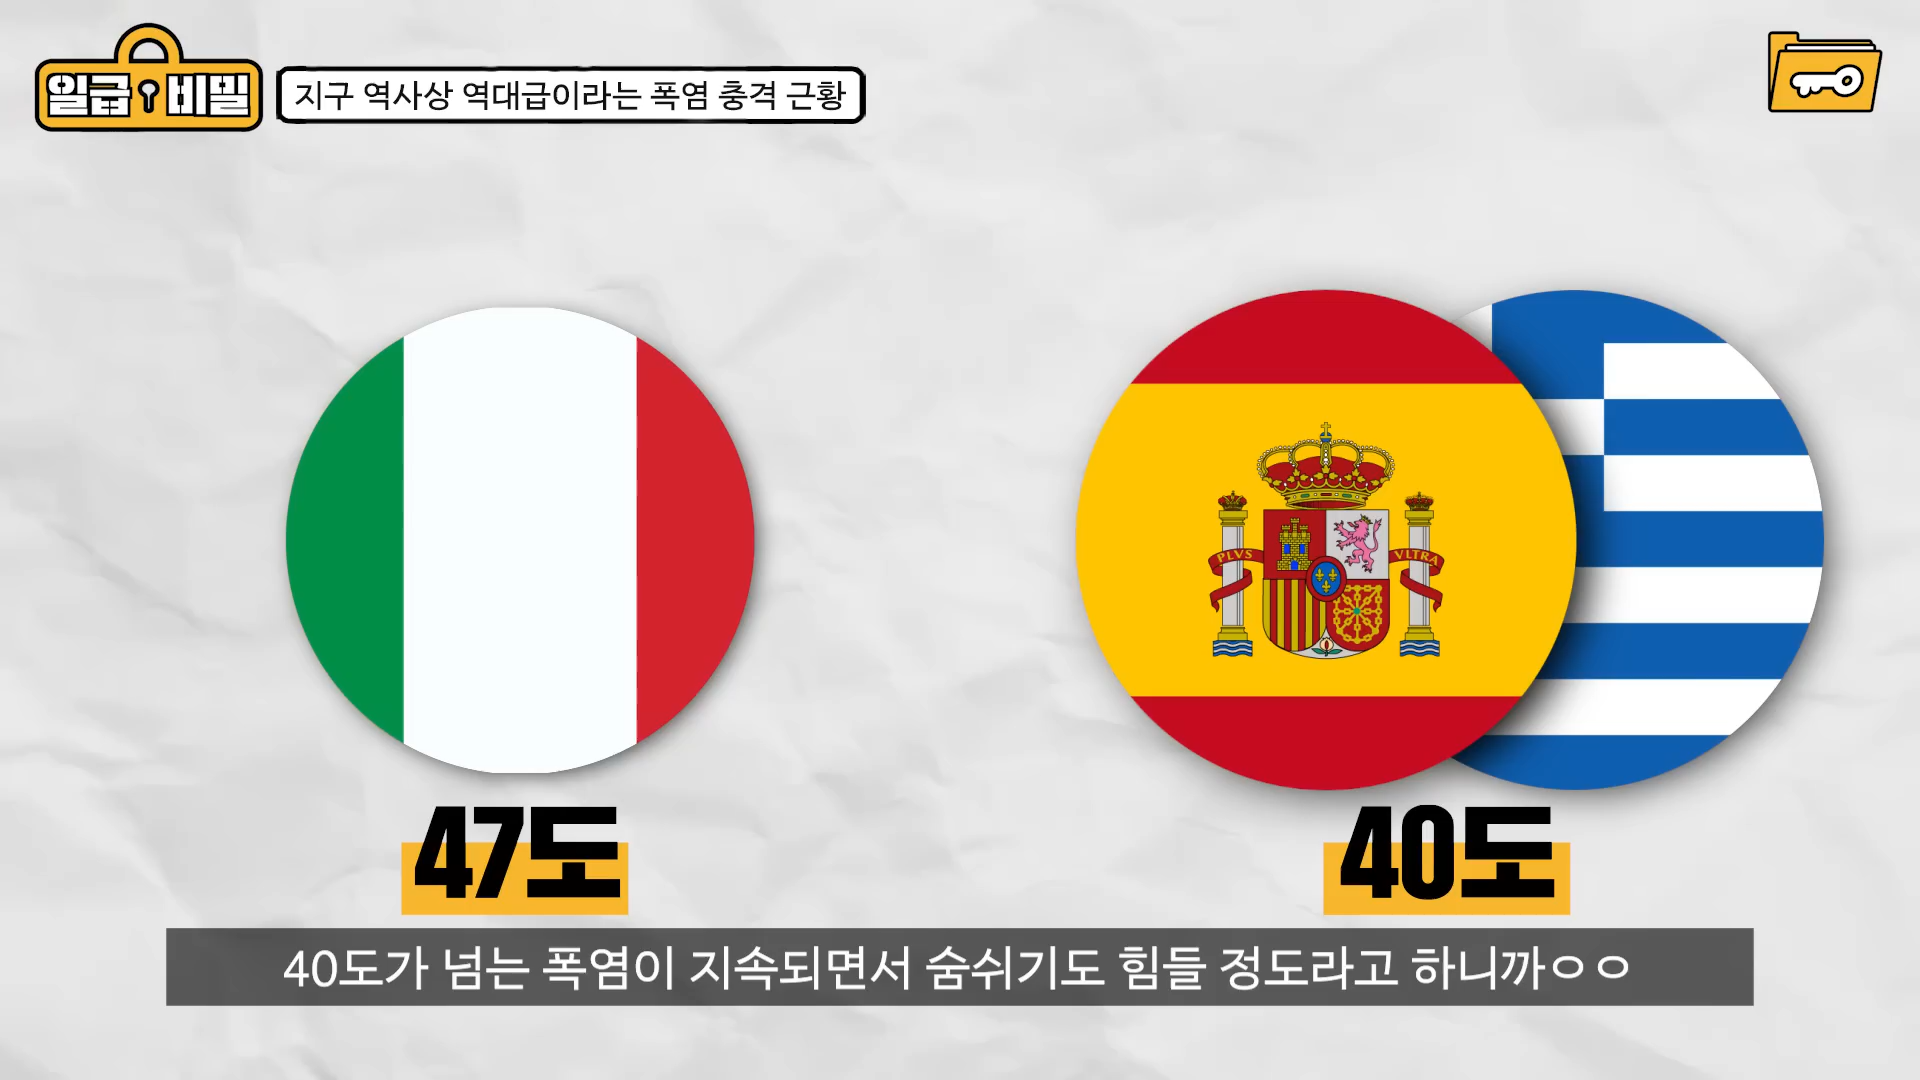 일급비밀
지구 역사상 역대급이라는 폭염 충격 근황
PLVS
VLTRA
47도
40도
40도가 넘는 폭염이 지속되면서 숨쉬기도 힘들 정도라고 하니까ㅇㅇ